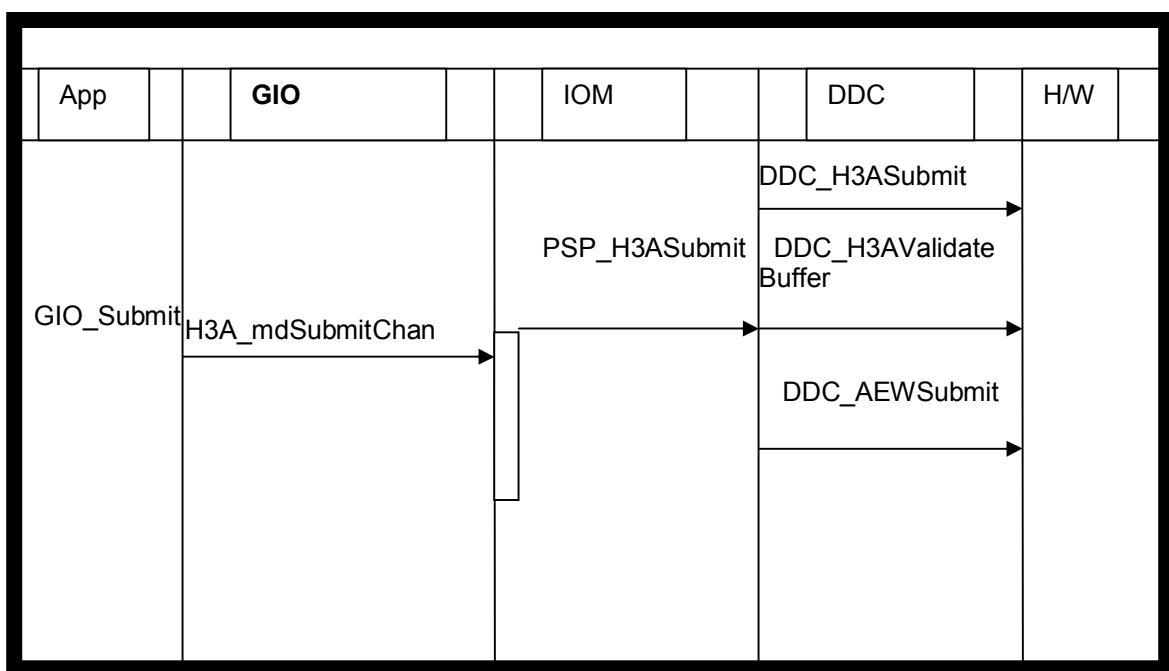 App
GIO
IOM
DDC
H/W
DDC_H3ASubmit
PSP_H3ASubmit
DDC_H3AValidate
Buffer
GIO_Submit
H3A_mdSubmitChan
DDC_AEWSubmit